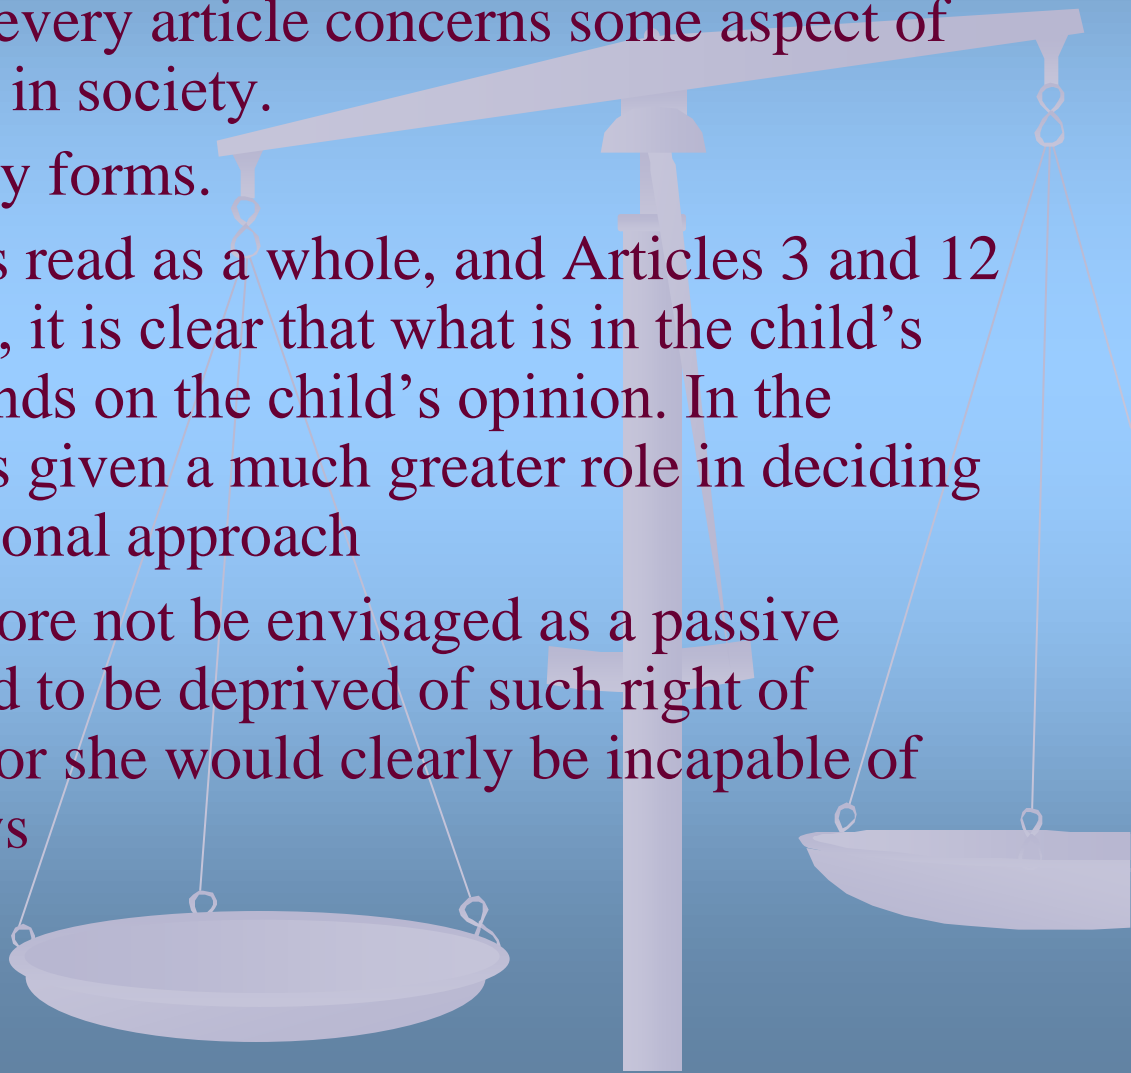 every article concerns some aspect of
in society.
y forms.
s read as a whole, and Articles 3 and 12
, it is clear that what is in the child’s
nds on the child’s opinion. In the
s given a much greater role in deciding
onal approach
ore not be envisaged as a passive
d to be deprived of such right of
or she would clearly be incapable of
s